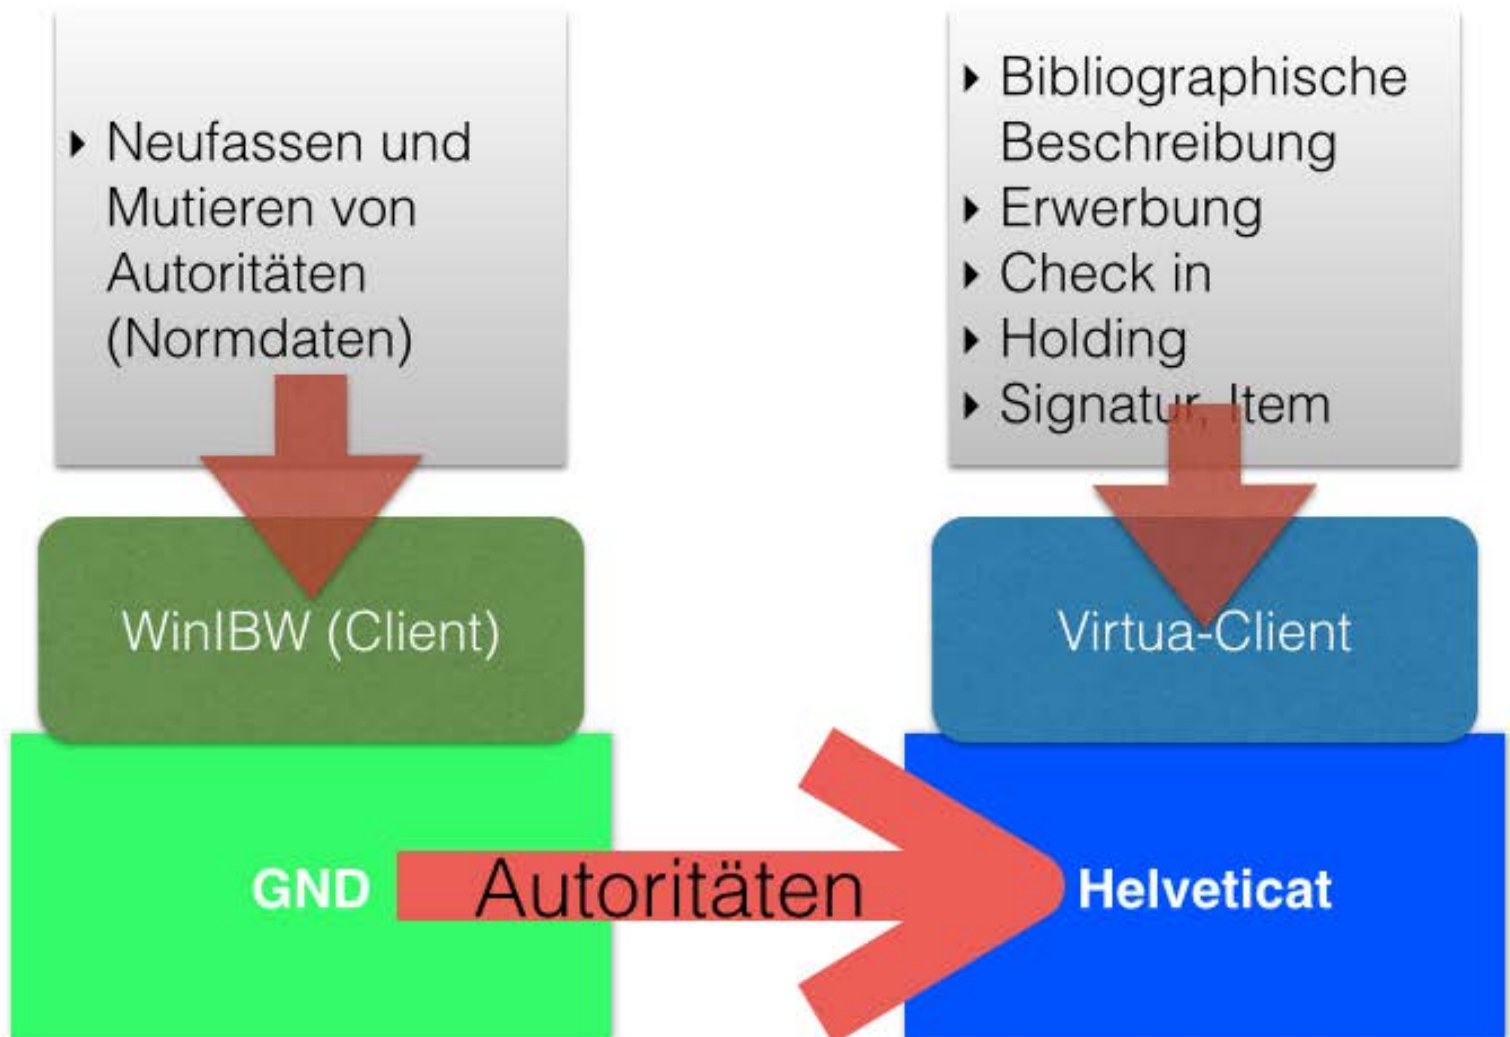 ▸ Neufassen und
Mutieren von
Autoritäten
(Normdaten)
▸ Bibliographische
Beschreibung
▸ Erwerbung
▸ Check in
▸ Holding
▸ Signatur, Item
WinIBW (Client)
Virtua-Client
GND
Autoritäten
Helveticat